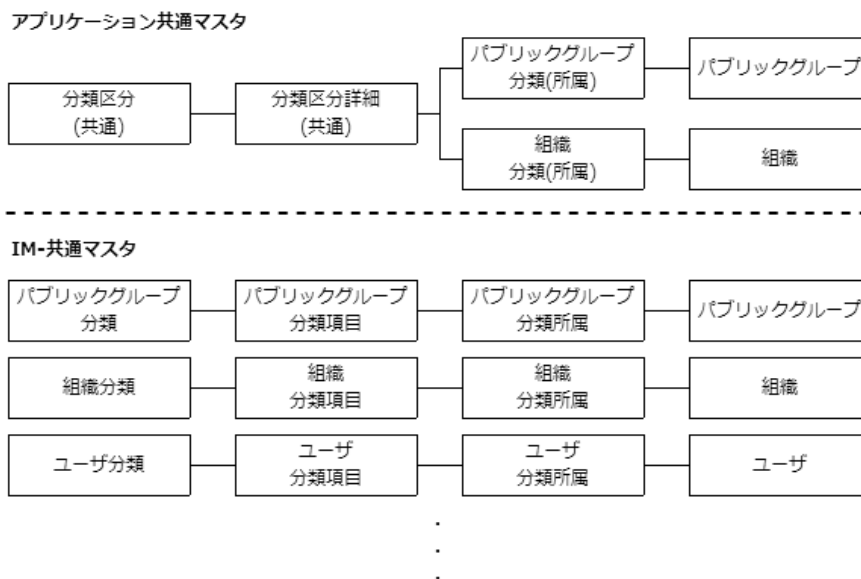 アプリケーション共通マスタ
分類区分
(共通)
分類区分詳細
(共通)
パブリックグループ
分類(所属)
パブリックグループ
組織
分類(所属)
組織
IM-共通マスタ
パブリックグループ
分類
パブリックグループ
分類項目
パブリックグループ
分類所属
パブリックグループ
組織分類
組織
分類項目
組織
分類所属
組織
ユーザ分類
ユーザ
分類項目
ユーザ
分類所属
ユーザ